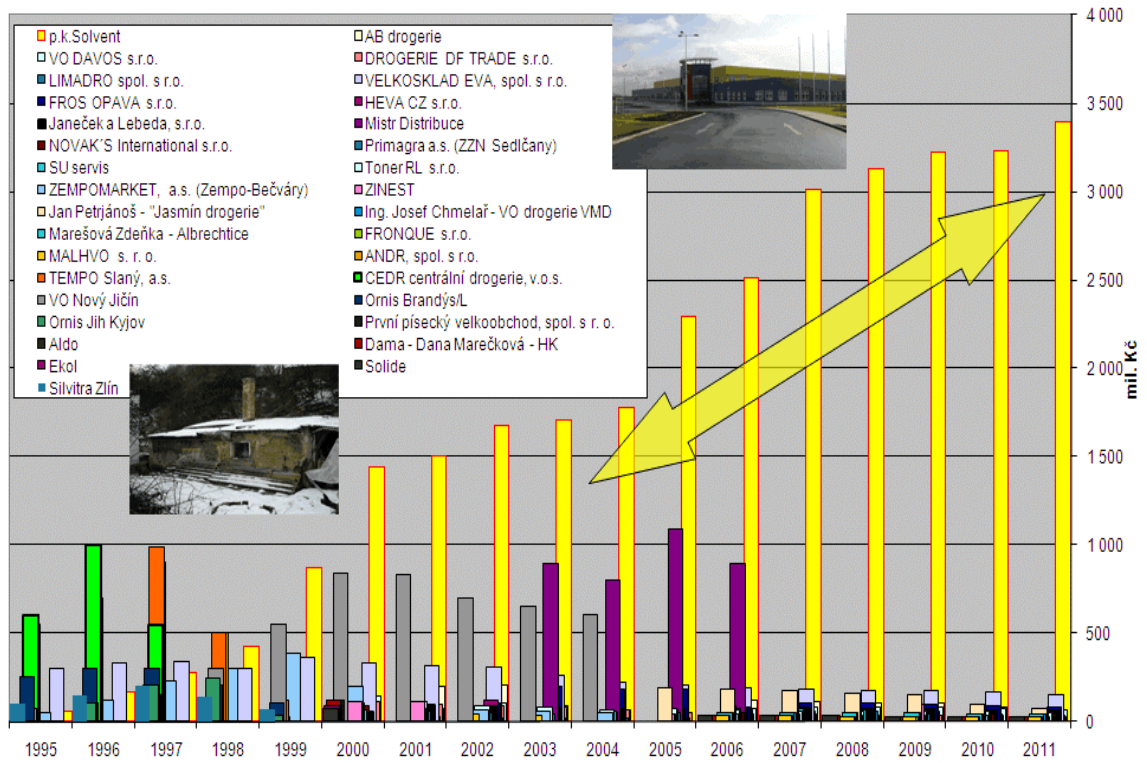 p.k.Solvent
AB drogerie
VO DAVOS s.r.o.
DROGERIE DF TRADE s.r.o.
LIMADRO spol. s r.o.
VELKOSKLAD EVA, spol. s r.o.
FROS OPAVA s.r.o.
HEVA CZ s.r.o.
Janeček a Lebeda, s.r.o.
Mistr Distribuce
NOVAK´S International s.r.o.
Primagra a.s. (ZZN Sedlčany)
SU servis
Toner RL s.r.o.
ZEMPOMARKET, a.s. (Zempo-Bečváry)
ZINEST
Jan Petrjánoš - "Jasmín drogerie"
Ing. Josef Chmelař - VO drogerie VMD
Marešová Zdeňka - Albrechtice
FRONQUE s.r.o.
MALHVO s. r. o.
ANDR, spol. s r.o.
TEMPO Slaný, a.s.
CEDR centrální drogerie, v.o.s.
VO Nový Jičín
Ornis Brandýs/L
Ornis Jih Kyjov
První písecký velkoobchod, spol. s r. o.
Aldo
Dama - Dana Marečková - HK
Ekol
Solide
Silvitra Zlín
4 000
3 500
3 000
2 500
2 000
1 500
1 000
500
0
mil. Kč
1995 1996 1997 1998 1999 2000 2001 2002 2003 2004 2005 2006 2007 2008 2009 2010 2011